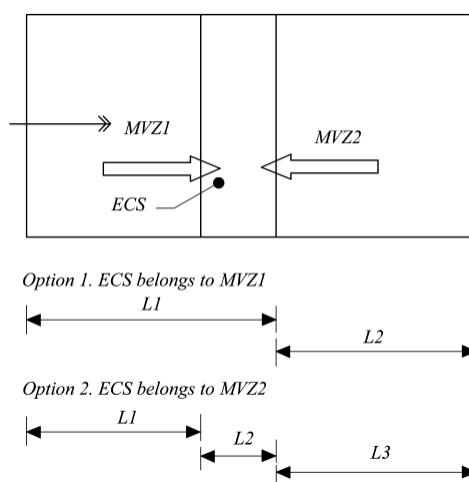 MVZ1
MVZ2
ECS
Option 1. ECS belongs to MVZ1
L1
L2
Option 2. ECS belongs to MVZ2
L1
L2
L3